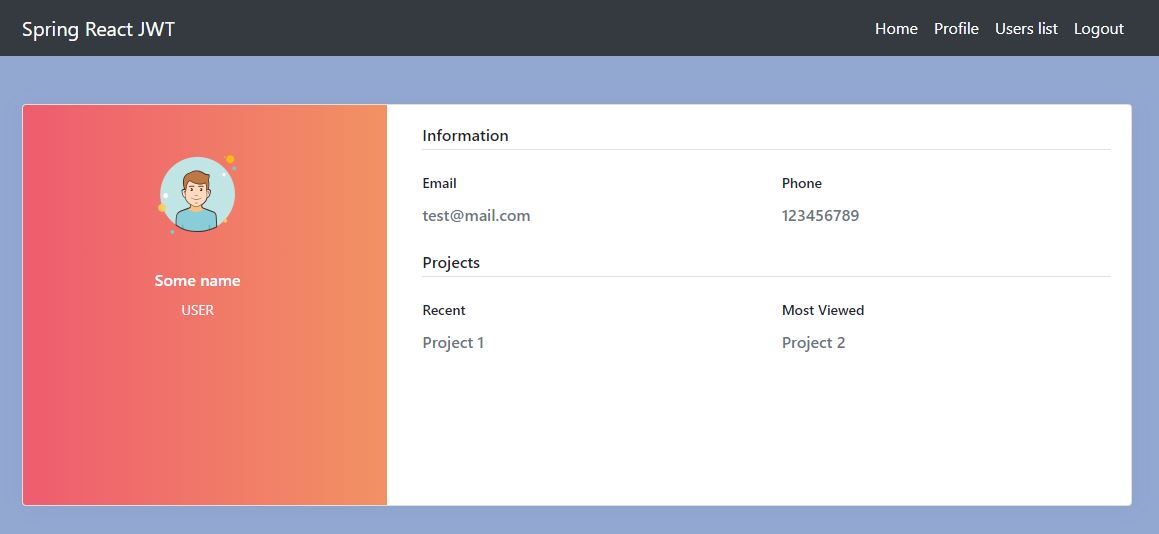 Spring React JWT
Home Profile Users list Logout
Some name
USER
Information
Email Phone
test@mail.com 123456789
Projects
Recent Most Viewed
Project 1 Project 2